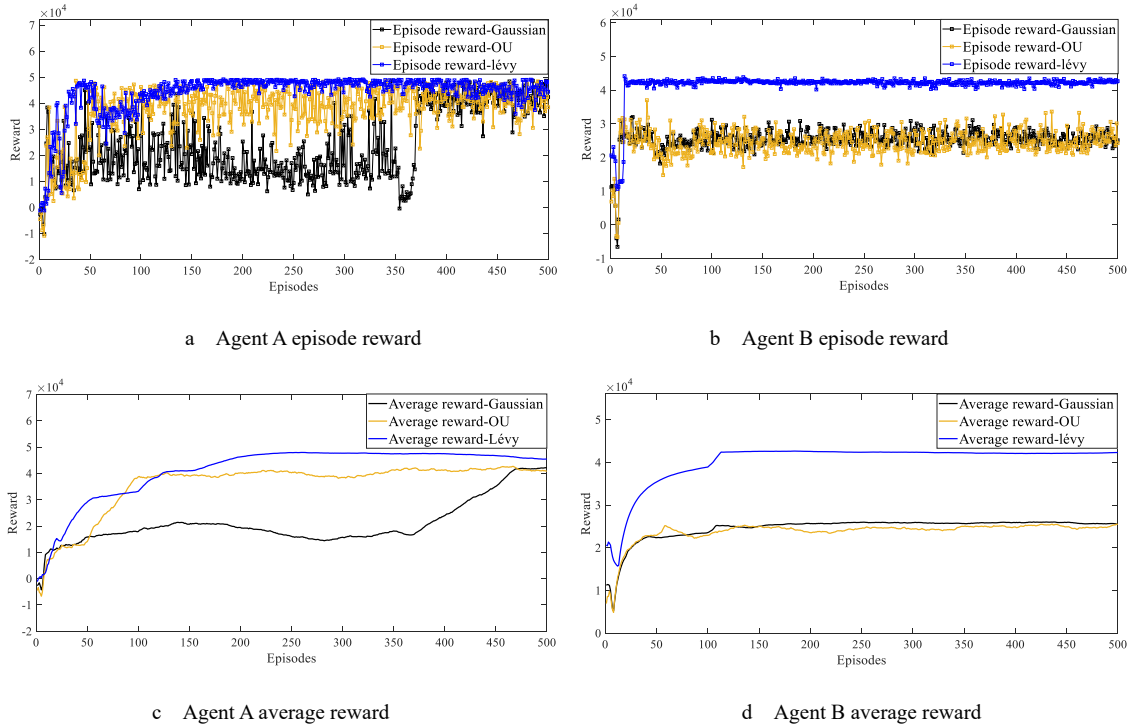 ×10⁴
7
6
5
4
3
2
1
0
-1
-2
Reward
0 50 100 150 200 250 300 350 400 450 500
Episodes
Episode reward-Gaussian
Episode reward-OU
Episode reward-lévy
a Agent A episode reward
×10⁴
6
5
4
3
2
1
0
-1
Reward
0 50 100 150 200 250 300 350 400 450 500
Episodes
Episode reward-Gaussian
Episode reward-OU
Episode reward-lévy
b Agent B episode reward
×10⁴
7
6
5
4
3
2
1
0
-1
-2
Reward
0 50 100 150 200 250 300 350 400 450 500
Episodes
Average reward-Gaussian
Average reward-OU
Average reward-Lévy
c Agent A average reward
×10⁴
5
4
3
2
1
0
Reward
0 50 100 150 200 250 300 350 400 450 500
Episodes
Average reward-Gaussian
Average reward-OU
Average reward-lévy
d Agent B average reward